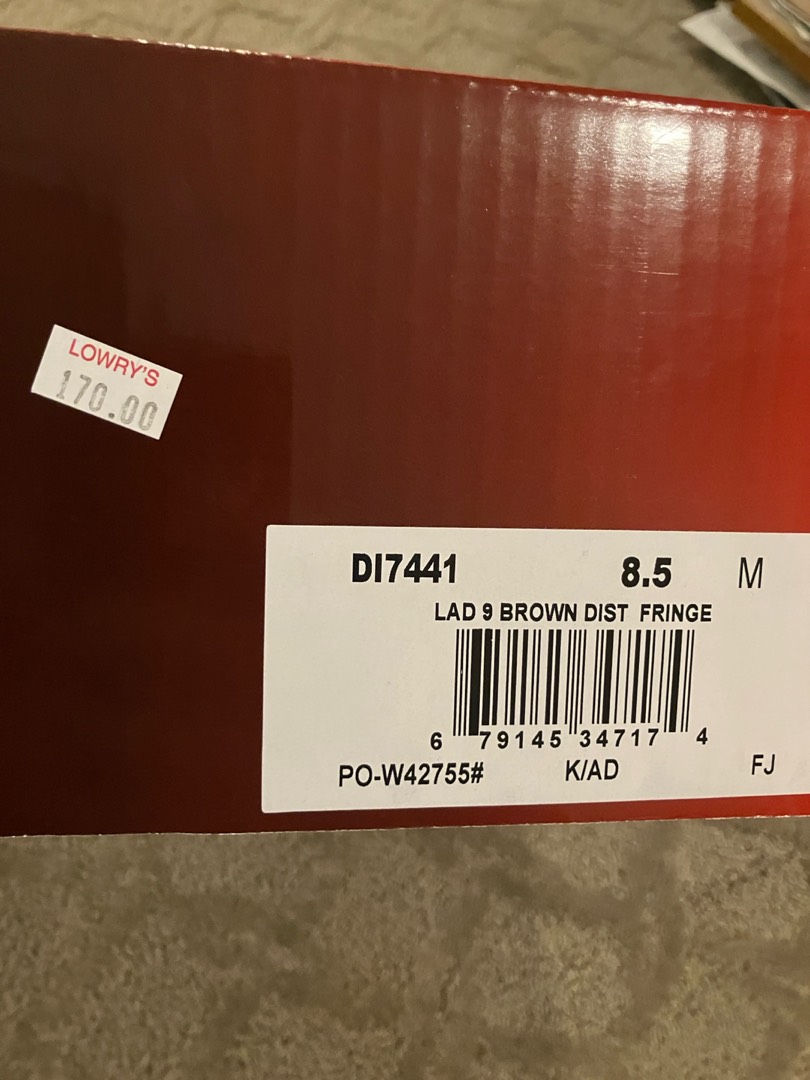 LOWRY'S
170.00
DI7441 8.5 M
LAD 9 BROWN DIST FRINGE
6 79145 34717 4
PO-W42755# K/AD FJ